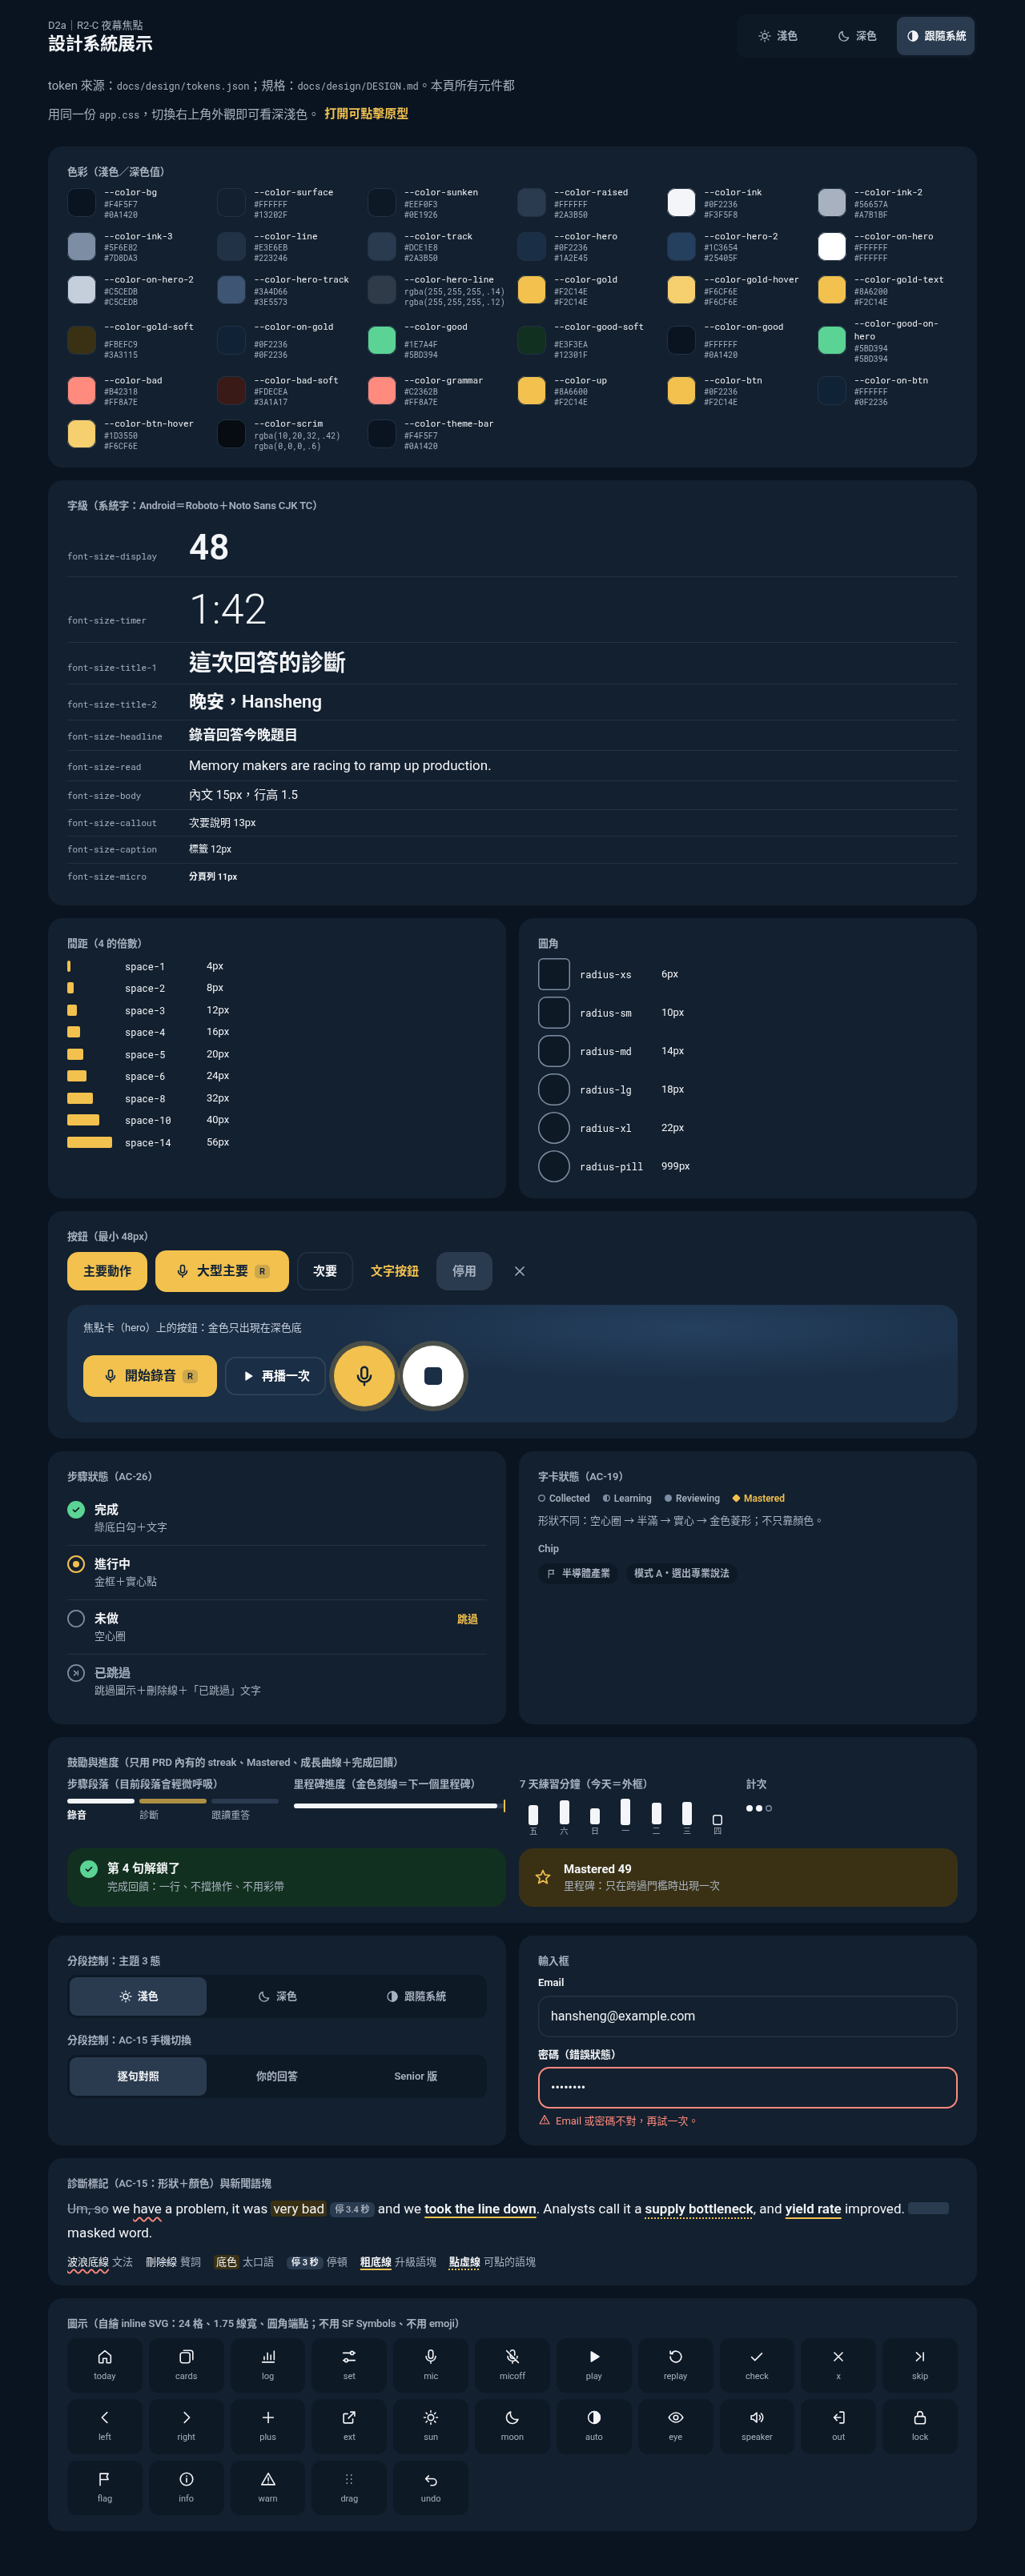 D2a｜R2-C 夜幕焦點
設計系統展示
淺色
深色
跟隨系統
token 來源：docs/design/tokens.json；規格：docs/design/DESIGN.md。本頁所有元件都
用同一份 app.css，切換右上角外觀即可看深淺色。 打開可點擊原型
色彩（淺色／深色值）
--color-bg
#F4F5F7
#0A1420
--color-surface
#FFFFFF
#13202F
--color-sunken
#EEF0F3
#0E1926
--color-raised
#FFFFFF
#2A3B50
--color-ink
#0F2236
#F3F5F8
--color-ink-2
#56657A
#A7B1BF
--color-ink-3
#5F6E82
#7D8DA3
--color-line
#E3E6EB
#223246
--color-track
#DCE1E8
#2A3B50
--color-hero
#0F2236
#1A2E45
--color-hero-2
#1C3654
#25405F
--color-on-hero
#FFFFFF
#FFFFFF
--color-on-hero-2
#C5CEDB
#C5CEDB
--color-hero-track
#3A4D66
#3E5573
--color-hero-line
rgba(255,255,255,.14)
rgba(255,255,255,.12)
--color-gold
#F2C14E
#F2C14E
--color-gold-hover
#F6CF6E
#F6CF6E
--color-gold-text
#8A6200
#F2C14E
--color-gold-soft
#FBEFC9
#3A3115
--color-on-gold
#0F2236
#0F2236
--color-good
#1E7A4F
#5BD394
--color-good-soft
#E3F3EA
#12301F
--color-on-good
#FFFFFF
#0A1420
--color-good-on-
hero
#5BD394
#5BD394
--color-bad
#B42318
#FF8A7E
--color-bad-soft
#FDECEA
#3A1A17
--color-grammar
#C2362B
#FF8A7E
--color-up
#8A6600
#F2C14E
--color-btn
#0F2236
#F2C14E
--color-on-btn
#FFFFFF
#0F2236
--color-btn-hover
#1D3550
#F6CF6E
--color-scrim
rgba(10,20,32,.42)
rgba(0,0,0,.6)
--color-theme-bar
#F4F5F7
#0A1420
字級（系統字：Android＝Roboto＋Noto Sans CJK TC）
font-size-display 48
font-size-timer 1:42
font-size-title-1 這次回答的診斷
font-size-title-2 晚安，Hansheng
font-size-headline 錄音回答今晚題目
font-size-read Memory makers are racing to ramp up production.
font-size-body 內文 15px，行高 1.5
font-size-callout 次要說明 13px
font-size-caption 標籤 12px
font-size-micro 分頁列 11px
間距（4 的倍數）
space-1 4px
space-2 8px
space-3 12px
space-4 16px
space-5 20px
space-6 24px
space-8 32px
space-10 40px
space-14 56px
圓角
radius-xs 6px
radius-sm 10px
radius-md 14px
radius-lg 18px
radius-xl 22px
radius-pill 999px
按鈕（最小 48px）
主要動作
大型主要 R
次要
文字按鈕
停用
焦點卡（hero）上的按鈕：金色只出現在深色底
開始錄音 R
再播一次
步驟狀態（AC-26）
完成
綠底白勾＋文字
進行中
金框＋實心點
未做
空心圈
跳過
已跳過
跳過圖示＋刪除線＋「已跳過」文字
字卡狀態（AC-19）
Collected Learning Reviewing Mastered
形狀不同：空心圈 → 半滿 → 實心 → 金色菱形；不只靠顏色。
Chip
半導體產業
模式 A・選出專業說法
鼓勵與進度（只用 PRD 內有的 streak、Mastered、成長曲線＋完成回饋）
步驟段落（目前段落會輕微呼吸）
錄音 診斷 跟讀重答
里程碑進度（金色刻線＝下一個里程碑）
7 天練習分鐘（今天＝外框）
五 六 日 一 二 三 四
計次
第 4 句解鎖了
完成回饋：一行、不擋操作、不用彩帶
Mastered 49
里程碑：只在跨過門檻時出現一次
分段控制：主題 3 態
淺色 深色 跟隨系統
分段控制：AC-15 手機切換
逐句對照 你的回答 Senior 版
輸入框
Email
hansheng@example.com
密碼（錯誤狀態）
••••••••
Email 或密碼不對，再試一次。
診斷標記（AC-15：形狀＋顏色）與新聞語塊
Um, so we have a problem, it was very bad 停 3.4 秒 and we took the line down. Analysts call it a supply bottleneck, and yield rate improved.
masked word.
波浪底線 文法 刪除線 贅詞 底色 太口語 停 3 秒 停頓 粗底線 升級語塊 點虛線 可點的語塊
圖示（自繪 inline SVG：24 格、1.75 線寬、圓角端點；不用 SF Symbols、不用 emoji）
today cards log set mic micoff play replay check x skip
left right plus ext sun moon auto eye speaker out lock
flag info warn drag undo